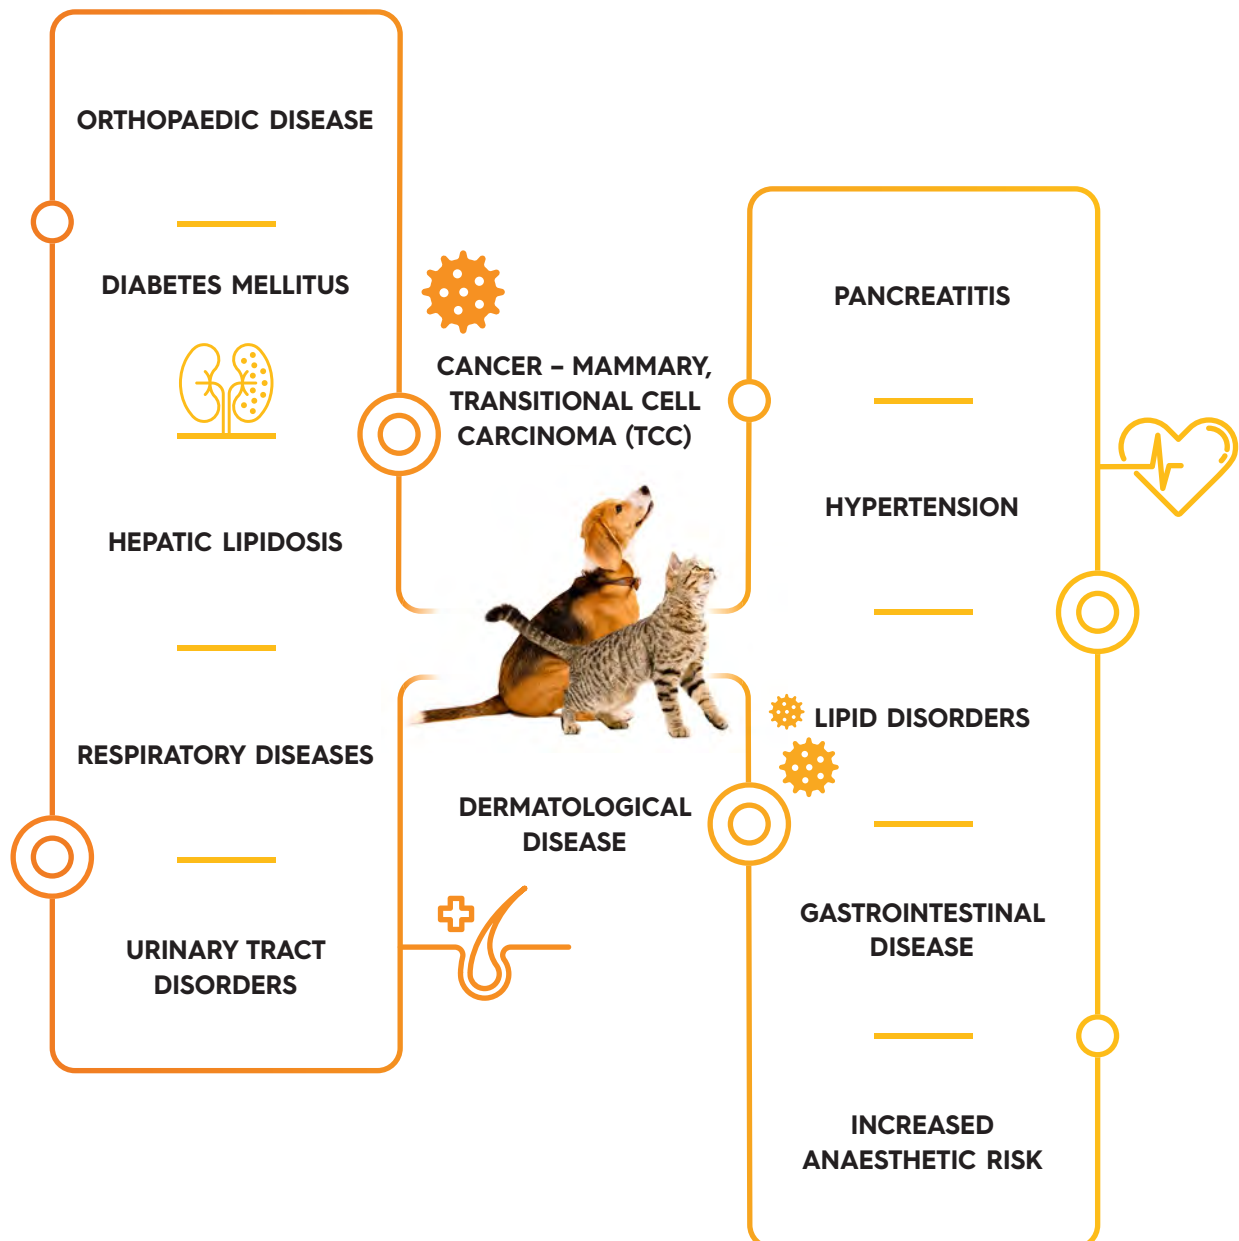 ORTHOPAEDIC DISEASE
DIABETES MELLITUS
HEPATIC LIPIDOSIS
RESPIRATORY DISEASES
URINARY TRACT
DISORDERS
CANCER – MAMMARY,
TRANSITIONAL CELL
CARCINOMA (TCC)
DERMATOLOGICAL
DISEASE
PANCREATITIS
HYPERTENSION
LIPID DISORDERS
GASTROINTESTINAL
DISEASE
INCREASED
ANAESTHETIC RISK